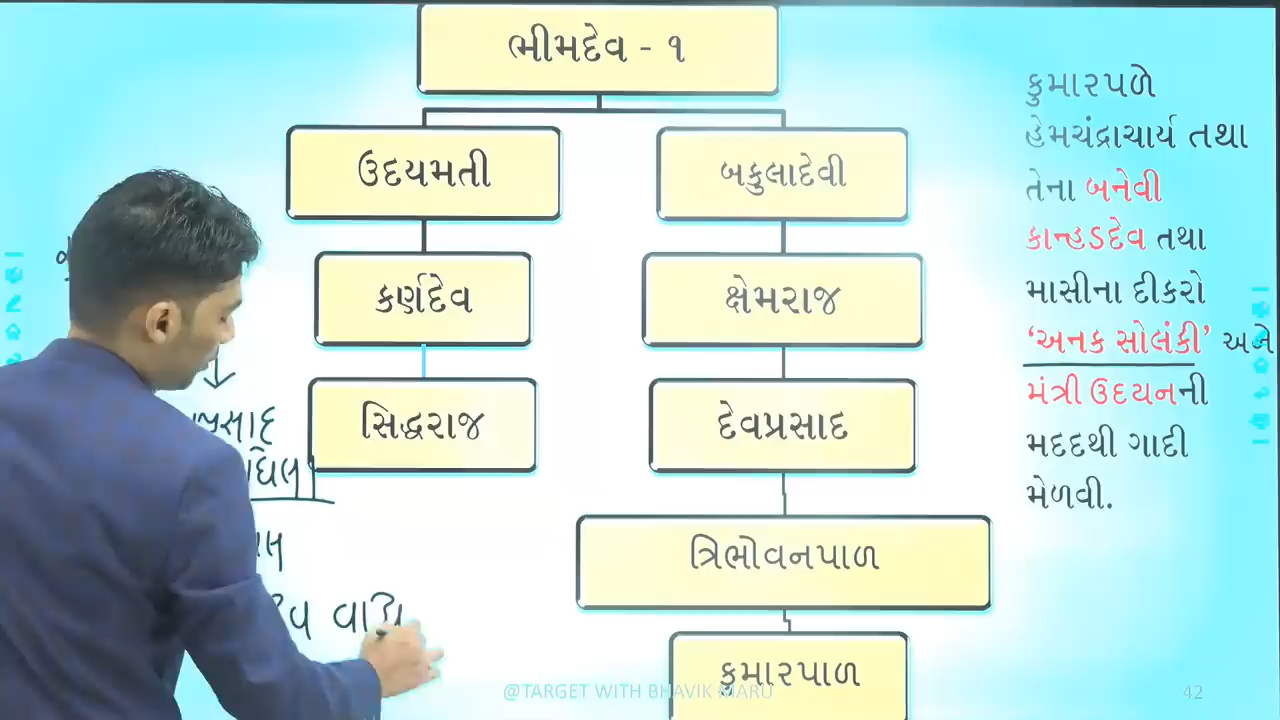 ભીમદેવ - ૧
ઉદયમતી
બકુલાદેવી
કર્ણદેવ
ક્ષેમરાજ
સિદ્ધરાજ
દેવપ્રસાદ
ત્રિભોવનપાળ
કુમારપાળ
કુમારપળે
હેમચંદ્રાચાર્ય તથા
તેના બનેવી
કાન્હડદેવ તથા
માસીના દીકરો
‘અનક સોલંકી’ અને
મંત્રી ઉદયનની
મદદથી ગાદી
મેળવી.
@TARGET WITH BHAVIK MARU
42